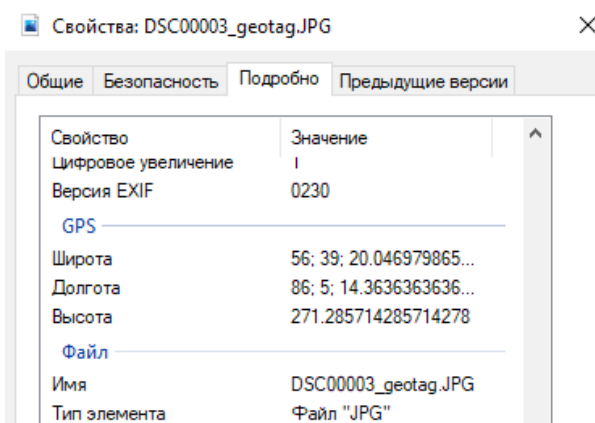 Свойства: DSC00003_geotag.JPG
Общие Безопасность Подробно Предыдущие версии
Свойство Значение
Цифровое увеличение 1
Версия EXIF 0230
GPS
Широта 56; 39; 20.046979865...
Долгота 86; 5; 14.3636363636...
Высота 271.285714285714278
Файл
Имя DSC00003_geotag.JPG
Тип элемента Файл "JPG"